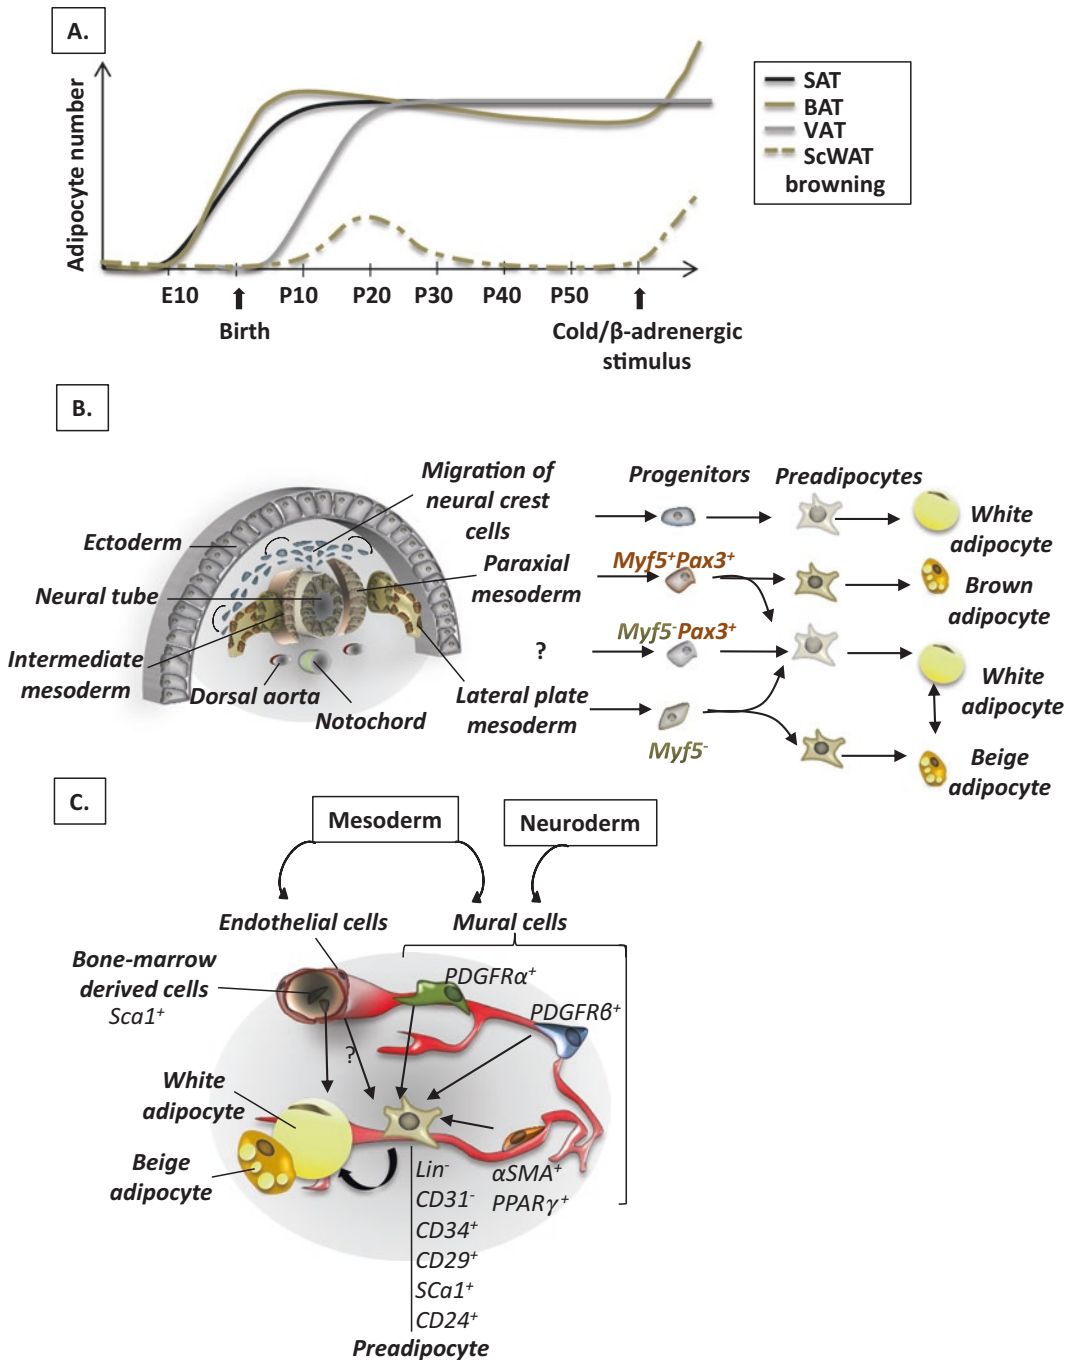 A.
Adipocyte number
SAT
BAT
VAT
ScWAT
browning
E10
P10
P20
P30
P40
P50
Birth
Cold/β-adrenergic
stimulus
B.
Migration of
neural crest
cells
Ectoderm
Neural tube
Paraxial
mesoderm
Intermediate
mesoderm
Dorsal aorta
Notochord
Lateral plate
mesoderm
Progenitors
Preadipocytes
White
adipocyte
Myf5⁺Pax3⁺
Brown
adipocyte
?
Myf5⁻Pax3⁺
White
adipocyte
Myf5⁻
Beige
adipocyte
C.
Mesoderm
Neuroderm
Endothelial cells
Mural cells
Bone-marrow
derived cells
Sca1⁺
PDGFRα⁺
PDGFRβ⁺
?
White
adipocyte
Beige
adipocyte
αSMA⁺
PPARγ⁺
Lin⁻
CD31⁻
CD34⁺
CD29⁺
SCa1⁺
CD24⁺
Preadipocyte